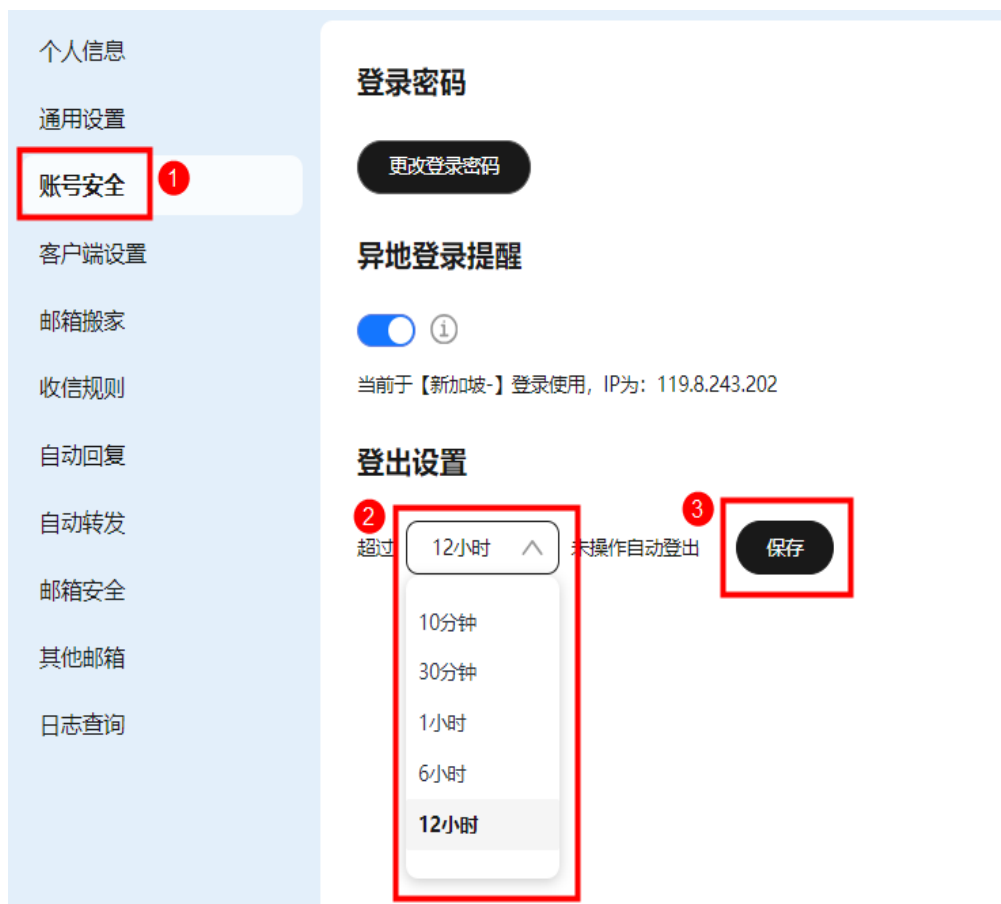 个人信息
通用设置
账号安全
1
客户端设置
邮箱搬家
收信规则
自动回复
自动转发
邮箱安全
其他邮箱
日志查询
登录密码
更改登录密码
异地登录提醒
当前于【新加坡-】登录使用，IP为：119.8.243.202
登出设置
2
3
超过 12小时 未操作自动登出 保存
10分钟
30分钟
1小时
6小时
12小时